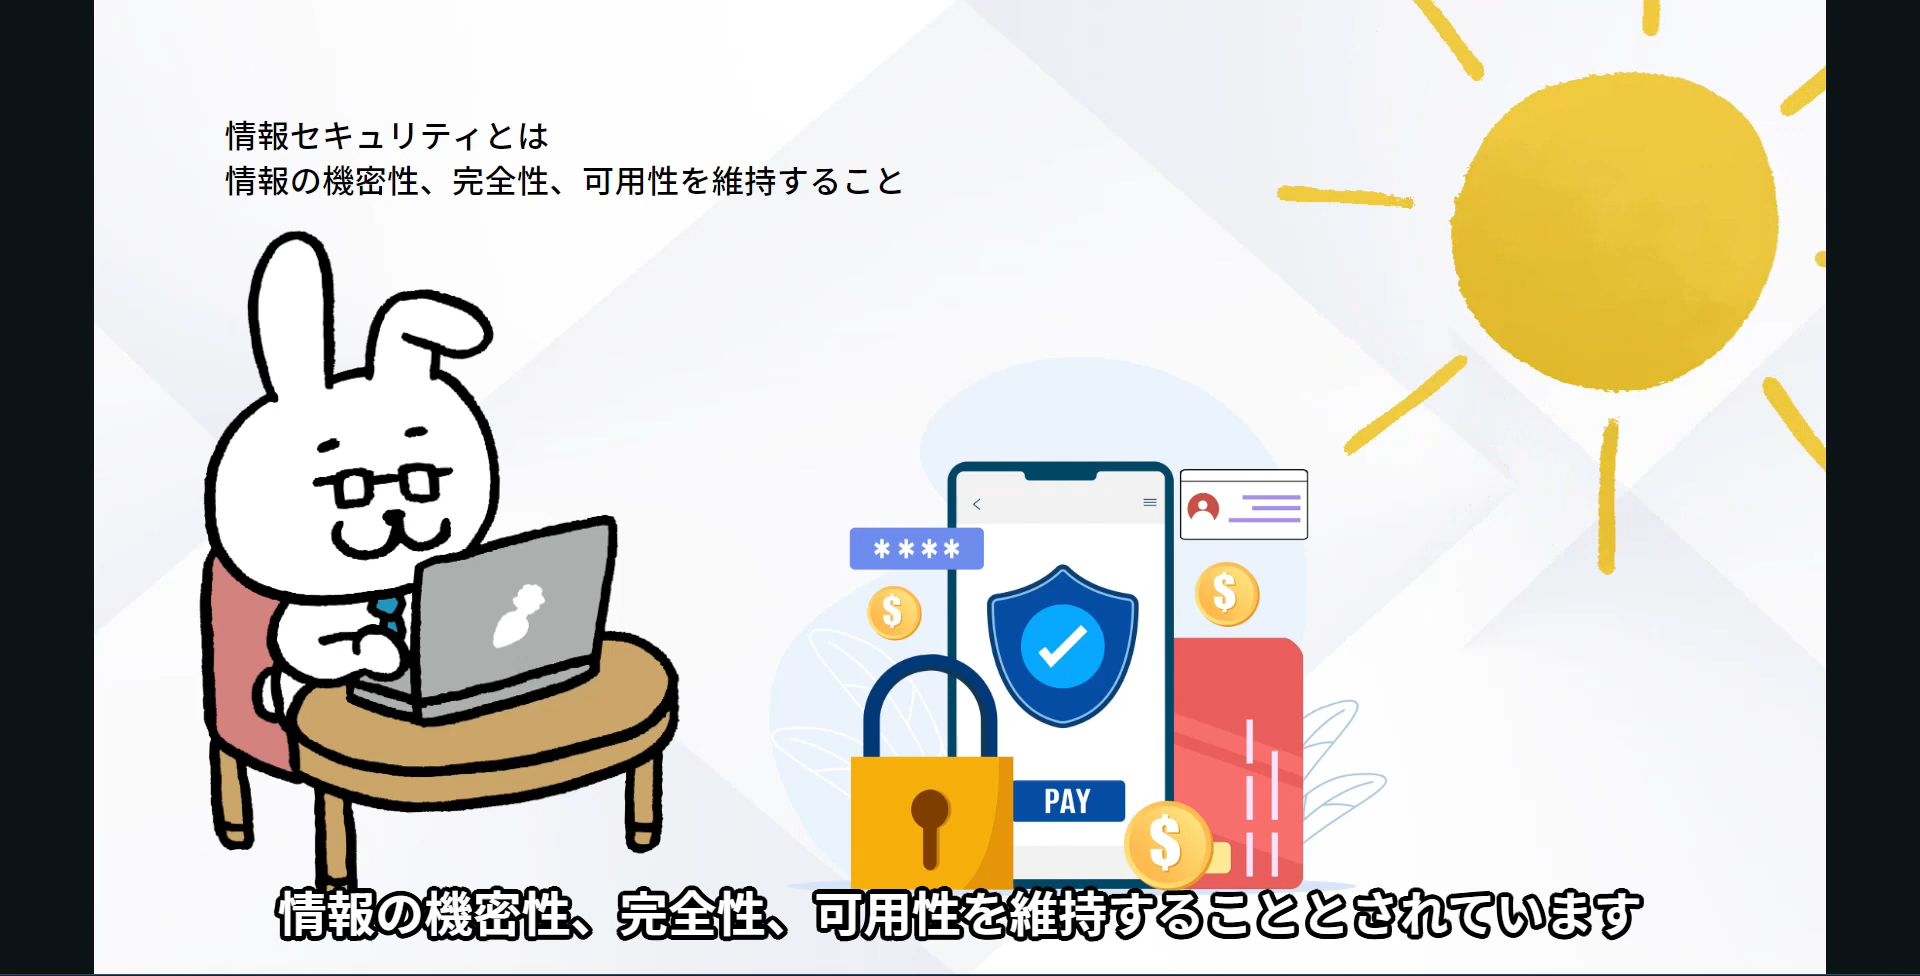 情報セキュリティとは
情報の機密性、完全性、可用性を維持すること
****
$
$
PAY
$
情報の機密性、完全性、可用性を維持することとされています